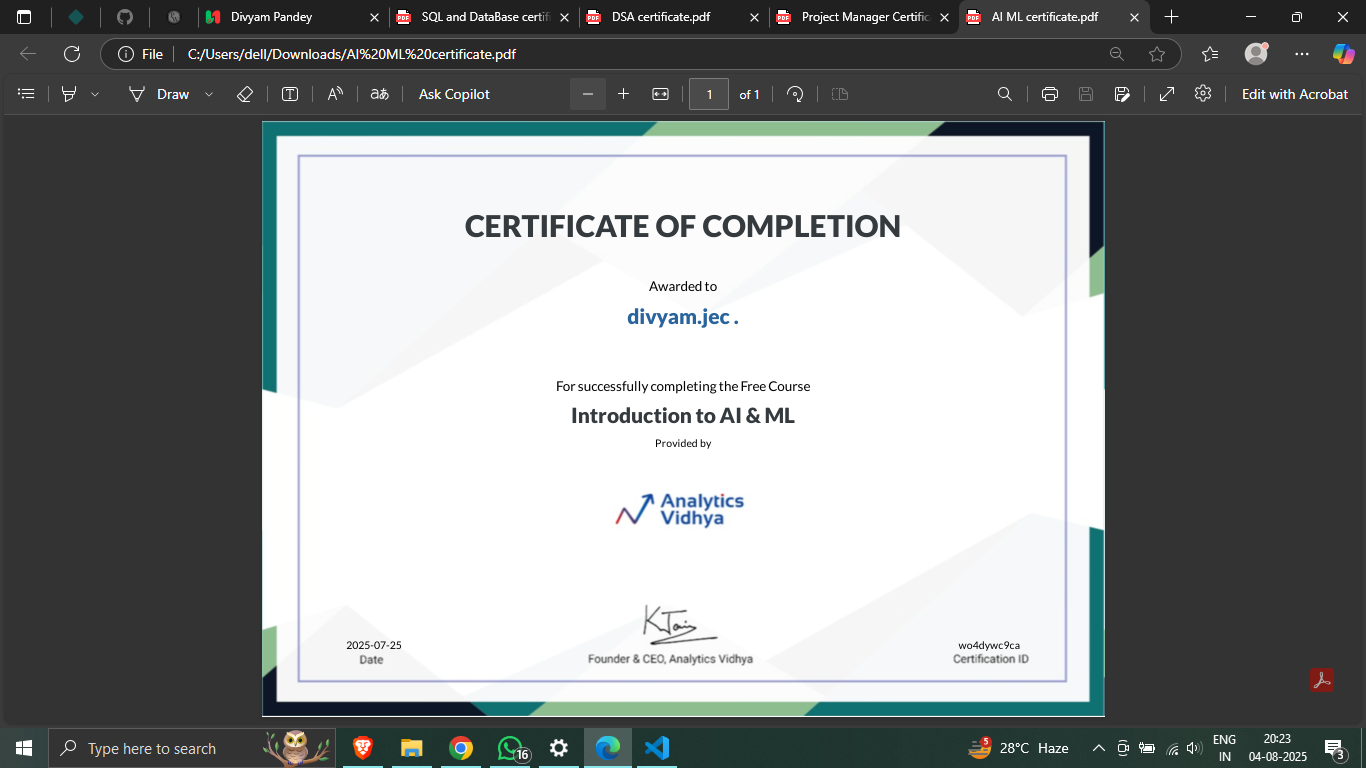 Divyam Pandey
SQL and DataBase certifi
DSA certificate.pdf
Project Manager Certific
AI ML certificate.pdf
File
C:/Users/dell/Downloads/AI%20ML%20certificate.pdf
Draw
Ask Copilot
1
of 1
Edit with Acrobat
CERTIFICATE OF COMPLETION
Awarded to
divyam.jec .
For successfully completing the Free Course
Introduction to AI & ML
Provided by
Analytics
Vidhya
2025-07-25
Date
Founder & CEO, Analytics Vidhya
wo4dywc9ca
Certification ID
Type here to search
16
5
28°C Haze
ENG
IN
20:23
04-08-2025
3